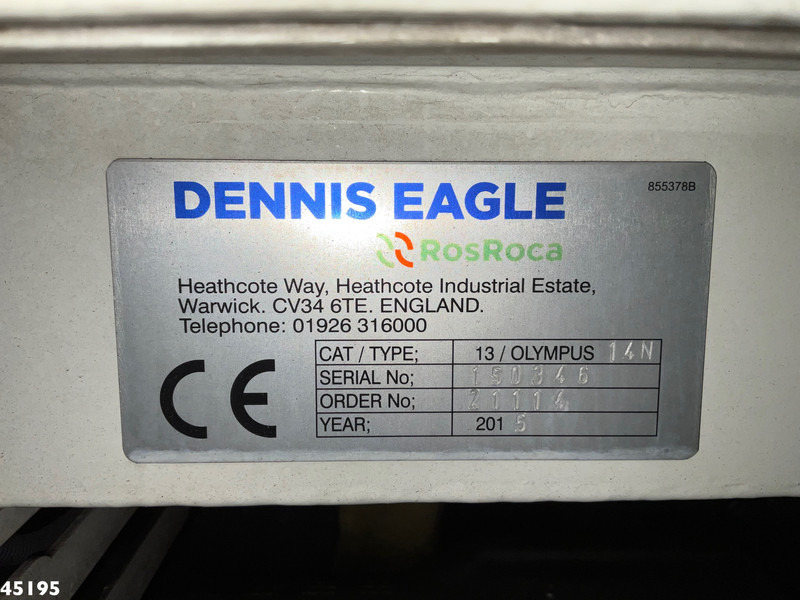 DENNIS EAGLE
855378B
RosRoca
Heathcote Way, Heathcote Industrial Estate,
Warwick. CV34 6TE. ENGLAND.
Telephone: 01926 316000
CE
CAT / TYPE; 13 / OLYMPUS 14N
SERIAL No; 150346
ORDER No; 21114
YEAR; 2015
45195